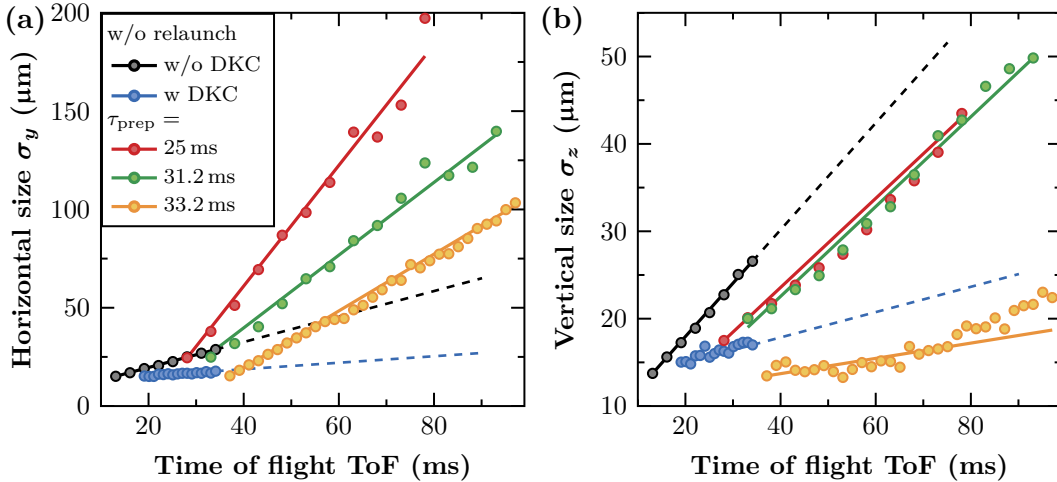 (a)
200
150
100
50
0
Horizontal size σy (µm)
w/o relaunch
w/o DKC
w DKC
τprep =
25 ms
31.2 ms
33.2 ms
20 40 60 80
Time of flight ToF (ms)
(b)
50
40
30
20
10
Vertical size σz (µm)
20 40 60 80
Time of flight ToF (ms)